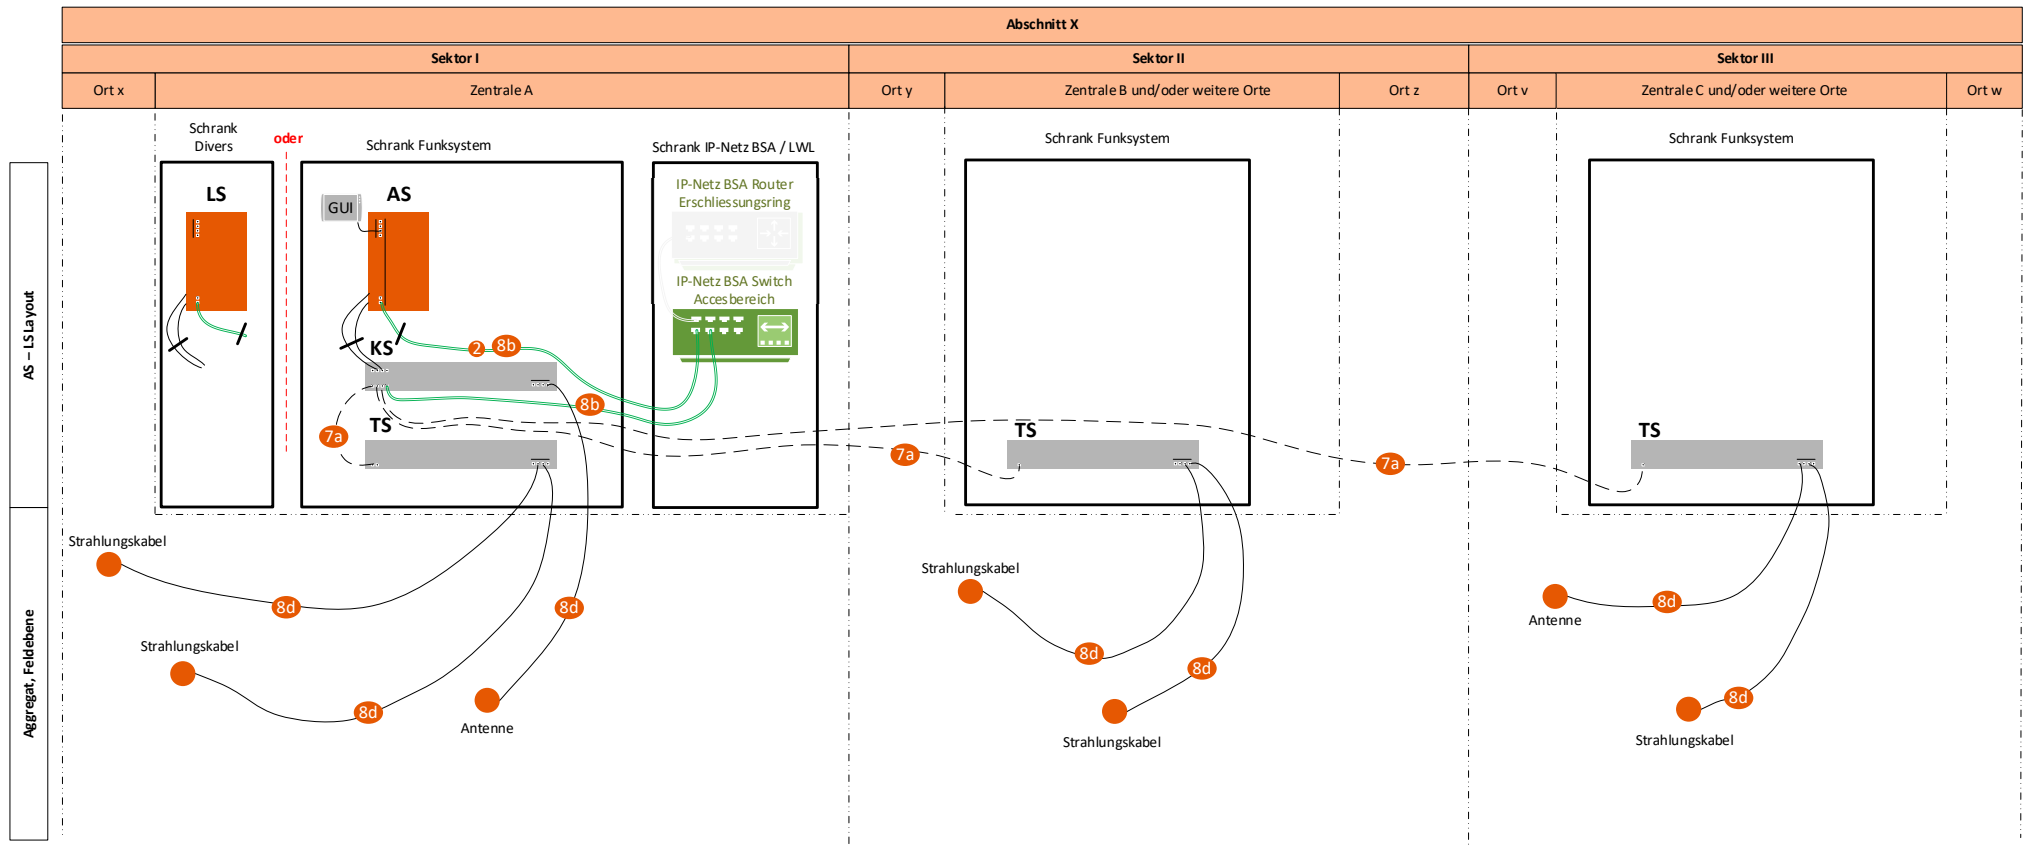 Abschnitt X
Sektor I
Sektor II
Sektor III
Ort x
Zentrale A
Ort y
Zentrale B und/oder weitere Orte
Ort z
Ort v
Zentrale C und/oder weitere Orte
Ort w
AS – LS Layout
Aggregat, Feldebene
Schrank
Divers
oder
Schrank Funksystem
Schrank IP-Netz BSA / LWL
Schrank Funksystem
Schrank Funksystem
LS
GUI
AS
IP-Netz BSA Router
Erschliessungsring
IP-Netz BSA Switch
Accesbereich
KS
2
8b
8b
TS
7a
TS
7a
7a
TS
Strahlungskabel
8d
Strahlungskabel
8d
8d
Antenne
Strahlungskabel
8d
8d
Strahlungskabel
Antenne
8d
8d
Strahlungskabel